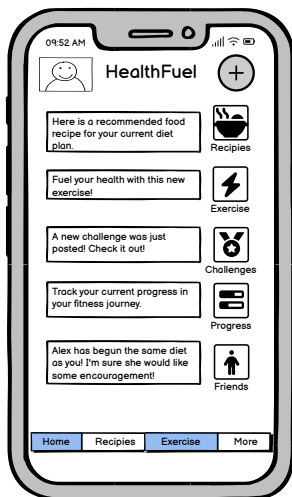 09:52 AM
HealthFuel
Here is a recommended food
recipe for your current diet
plan.
Recipies
Fuel your health with this new
exercise!
Exercise
A new challenge was just
posted! Check it out!
Challenges
Track your current progress in
your fitness journey.
Progress
Alex has begun the same diet
as you! I'm sure she would like
some encouragement!
Friends
Home Recipies Exercise More